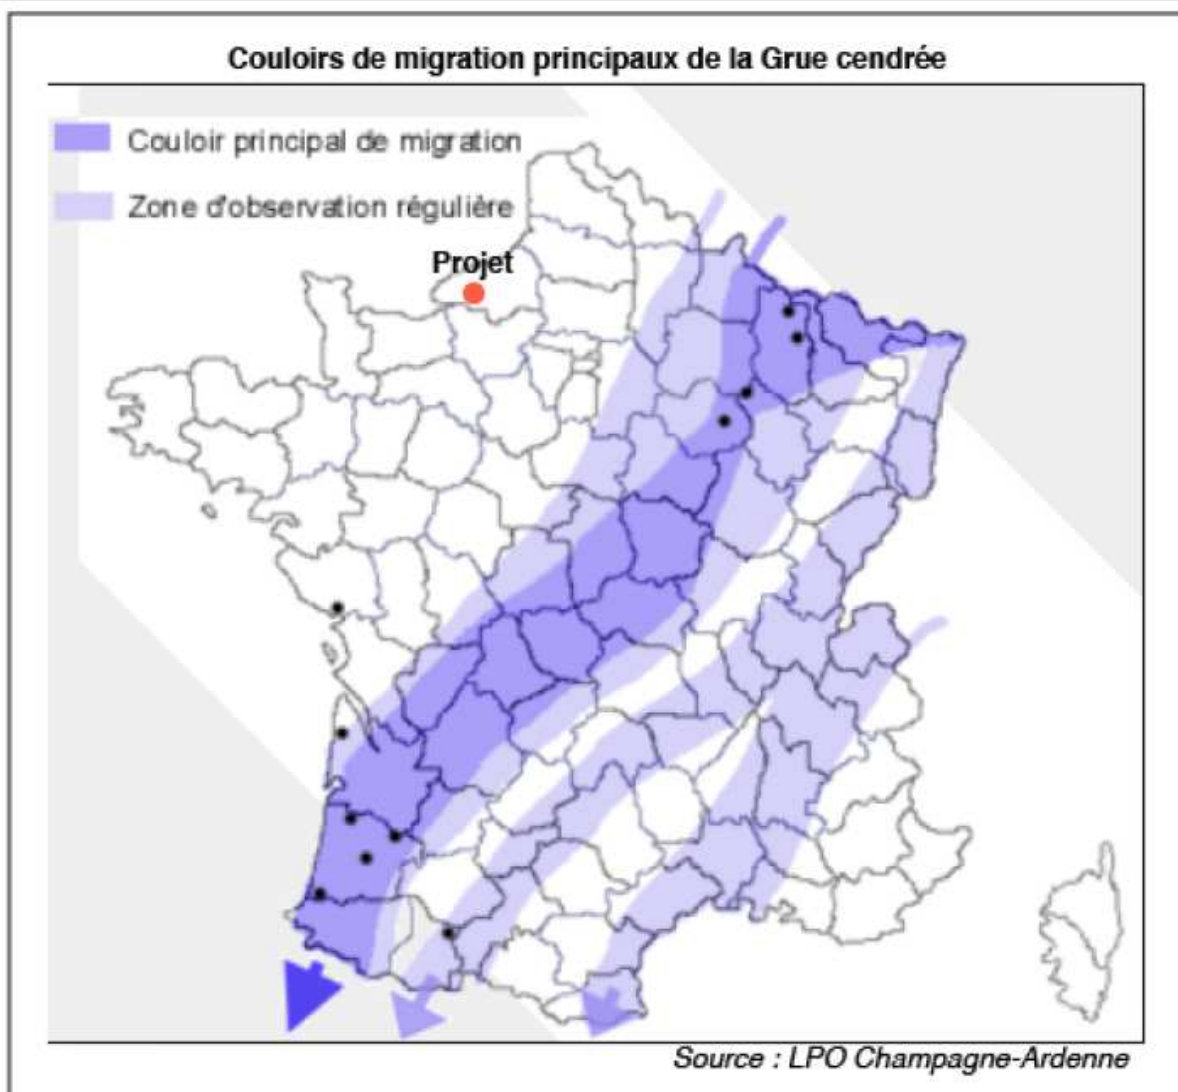 Couloirs de migration principaux de la Grue cendrée
Couloir principal de migration
Zone d'observation régulière
Projet
Source : LPO Champagne-Ardenne